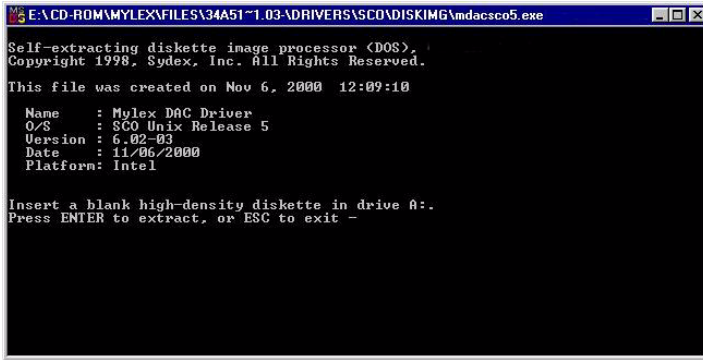 E:\CD-ROM\MYLEX\FILES\34A51~1.03-\DRIVERS\SCO\DISKIMG\mdacsco5.exe
Self-extracting diskette image processor (DOS),
Copyright 1998, Sydex, Inc. All Rights Reserved.
This file was created on Nov 6, 2000 12:09:10
Name : Mylex DAC Driver
O/S : SCO Unix Release 5
Version : 6.02-03
Date : 11/06/2000
Platform: Intel
Insert a blank high-density diskette in drive A:.
Press ENTER to extract, or ESC to exit -